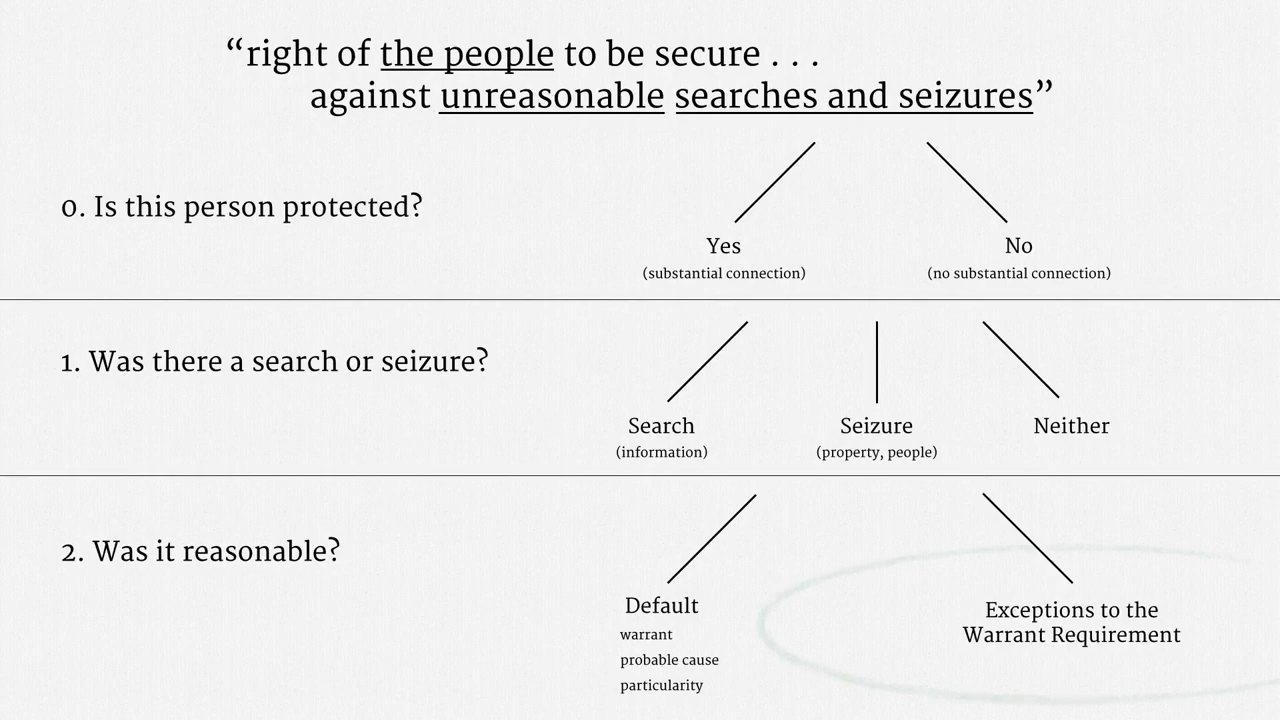 “right of the people to be secure . . .
against unreasonable searches and seizures”
0. Is this person protected?
Yes
(substantial connection)
No
(no substantial connection)
1. Was there a search or seizure?
Search
(information)
Seizure
(property, people)
Neither
2. Was it reasonable?
Default
warrant
probable cause
particularity
Exceptions to the
Warrant Requirement